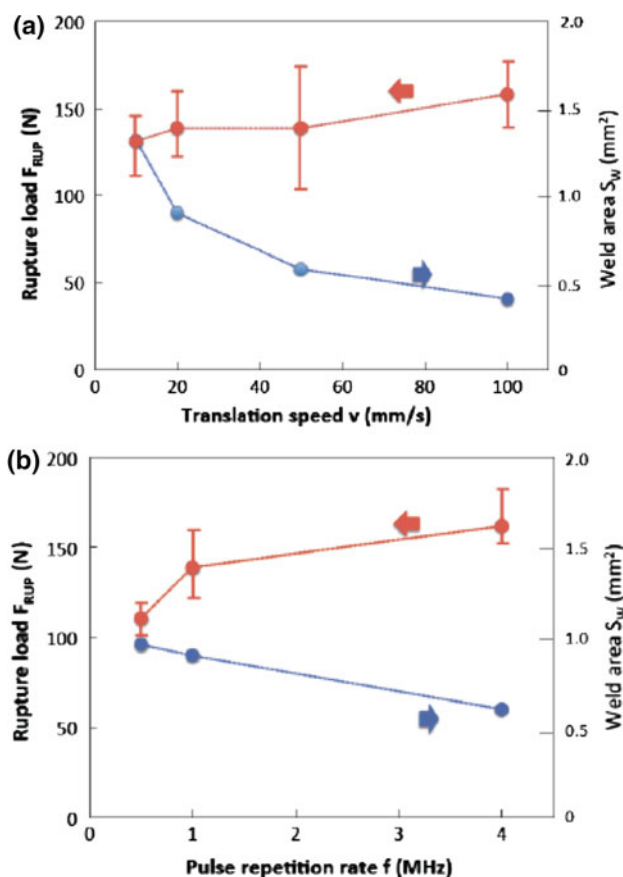 (a)
200
150
100
50
0
Rupture load F_RUP (N)
2.0
1.5
1.0
0.5
0
Weld area S_W (mm²)
0 20 40 60 80 100
Translation speed v (mm/s)
(b)
200
150
100
50
0
Rupture load F_RUP (N)
2.0
1.5
1.0
0.5
0
Weld area S_W (mm²)
0 1 2 3 4
Pulse repetition rate f (MHz)